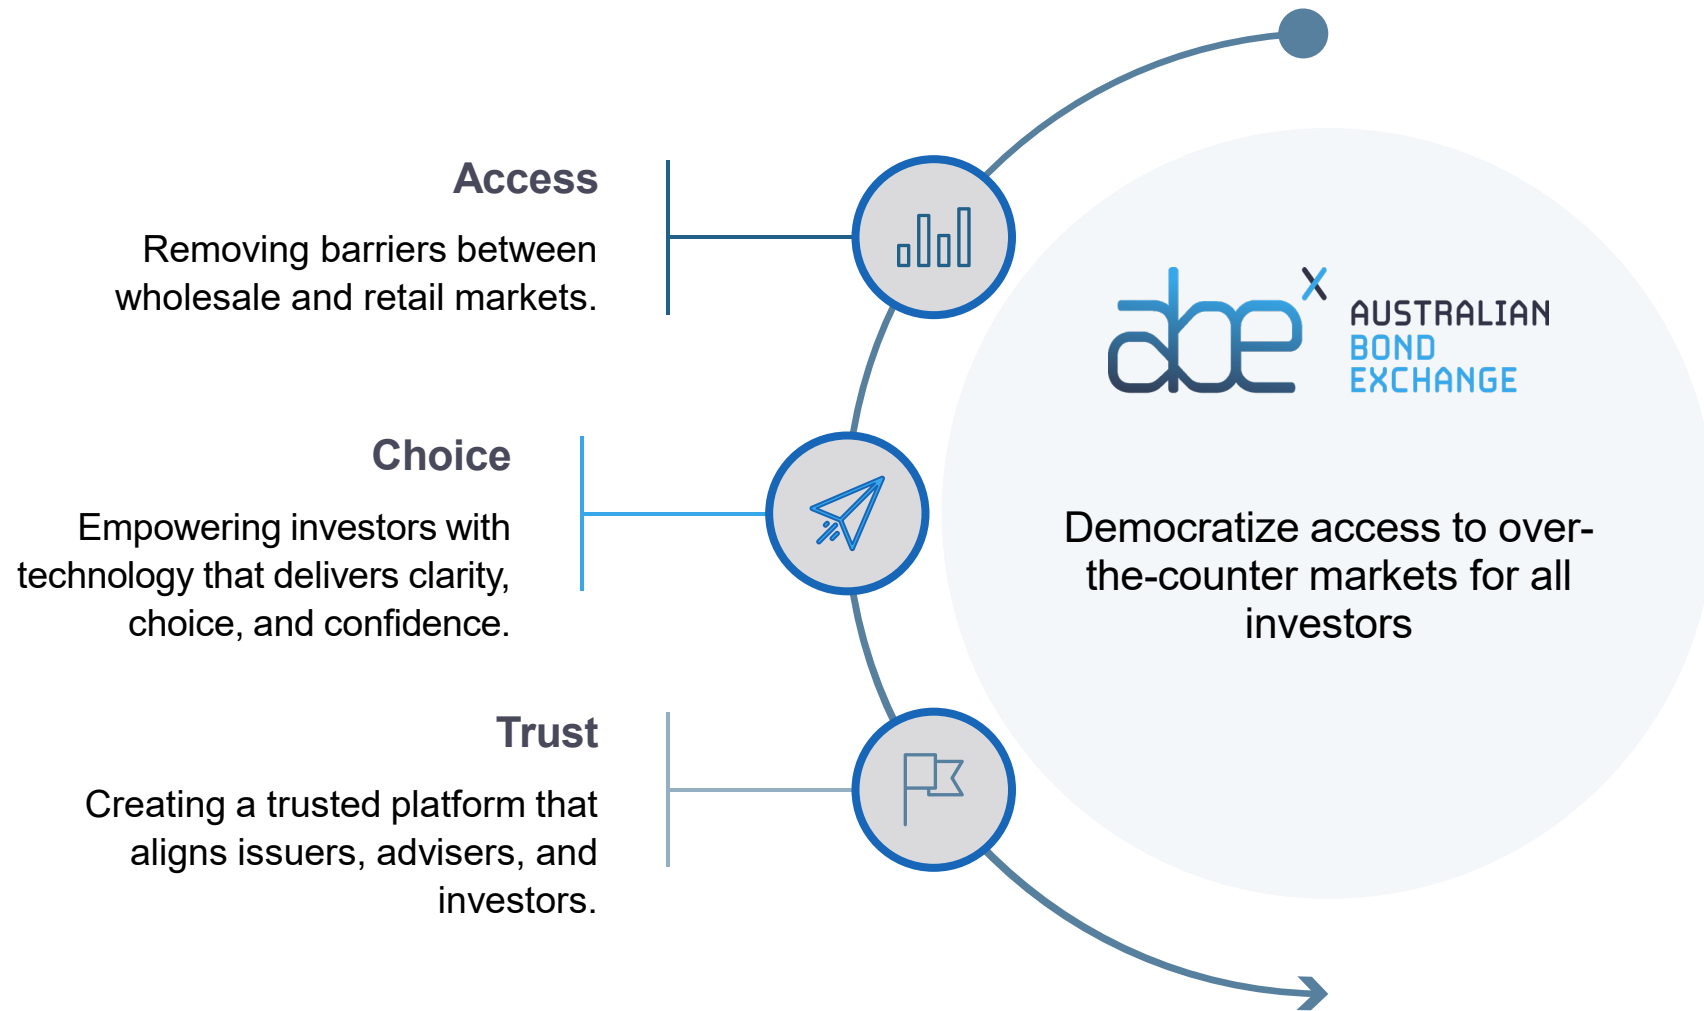 Access
Removing barriers between
wholesale and retail markets.
Choice
Empowering investors with
technology that delivers clarity,
choice, and confidence.
Trust
Creating a trusted platform that
aligns issuers, advisers, and
investors.
abe x
AUSTRALIAN
BOND
EXCHANGE
Democratize access to over-
the-counter markets for all
investors